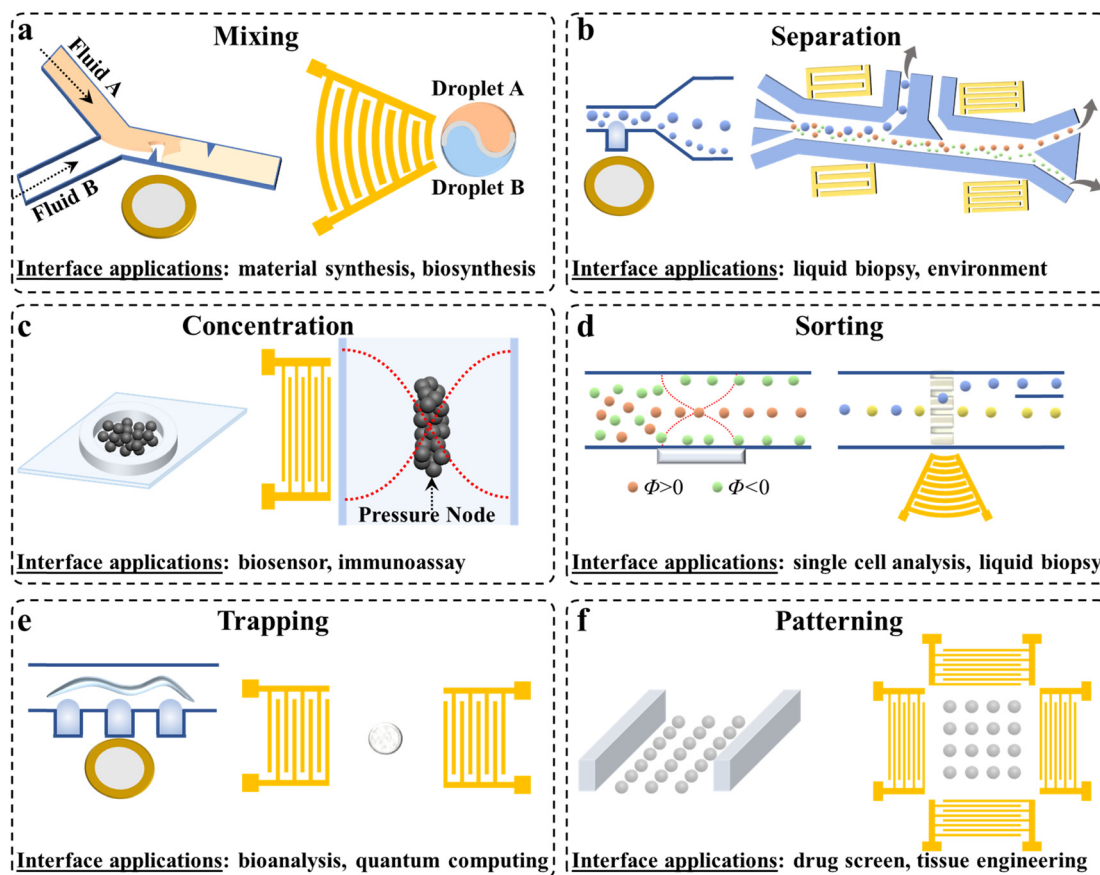 a
Mixing
Fluid A
Fluid B
Droplet A
Droplet B
Interface applications: material synthesis, biosynthesis
b
Separation
Interface applications: liquid biopsy, environment
c
Concentration
Pressure Node
Interface applications: biosensor, immunoassay
d
Sorting
Φ>0 Φ<0
Interface applications: single cell analysis, liquid biopsy
e
Trapping
Interface applications: bioanalysis, quantum computing
f
Patterning
Interface applications: drug screen, tissue engineering